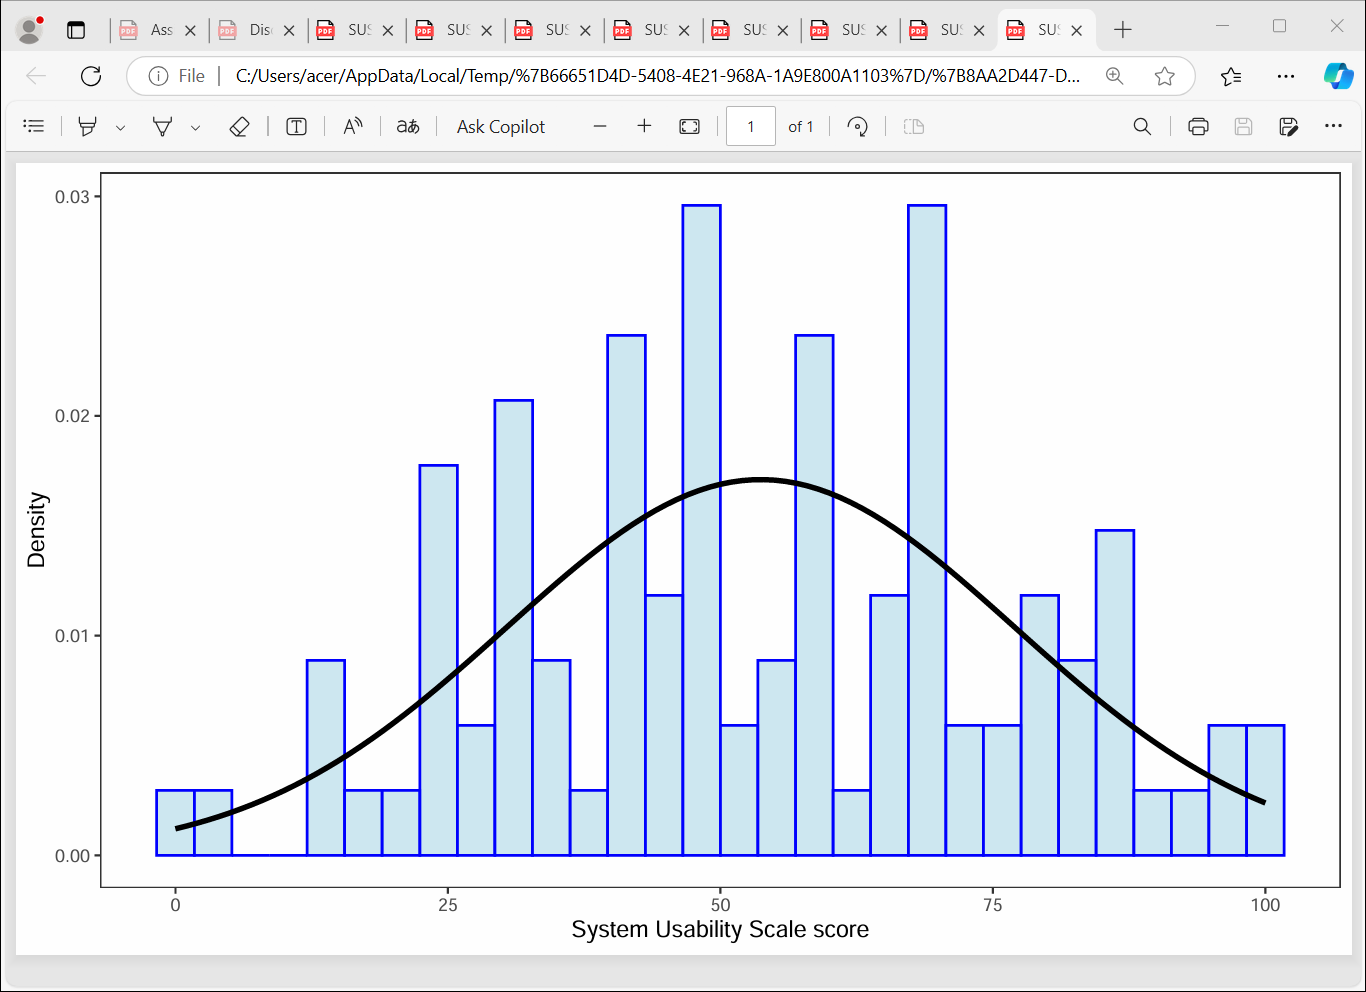 Ass Disc SUS SUS SUS SUS SUS SUS SUS SUS
File C:/Users/acer/AppData/Local/Temp/%7B66651D4D-5408-4E21-968A-1A9E800A1103%7D/%7B8AA2D447-D...
Ask Copilot 1 of 1
0.03
0.02
0.01
0.00
Density
0 25 50 75 100
System Usability Scale score